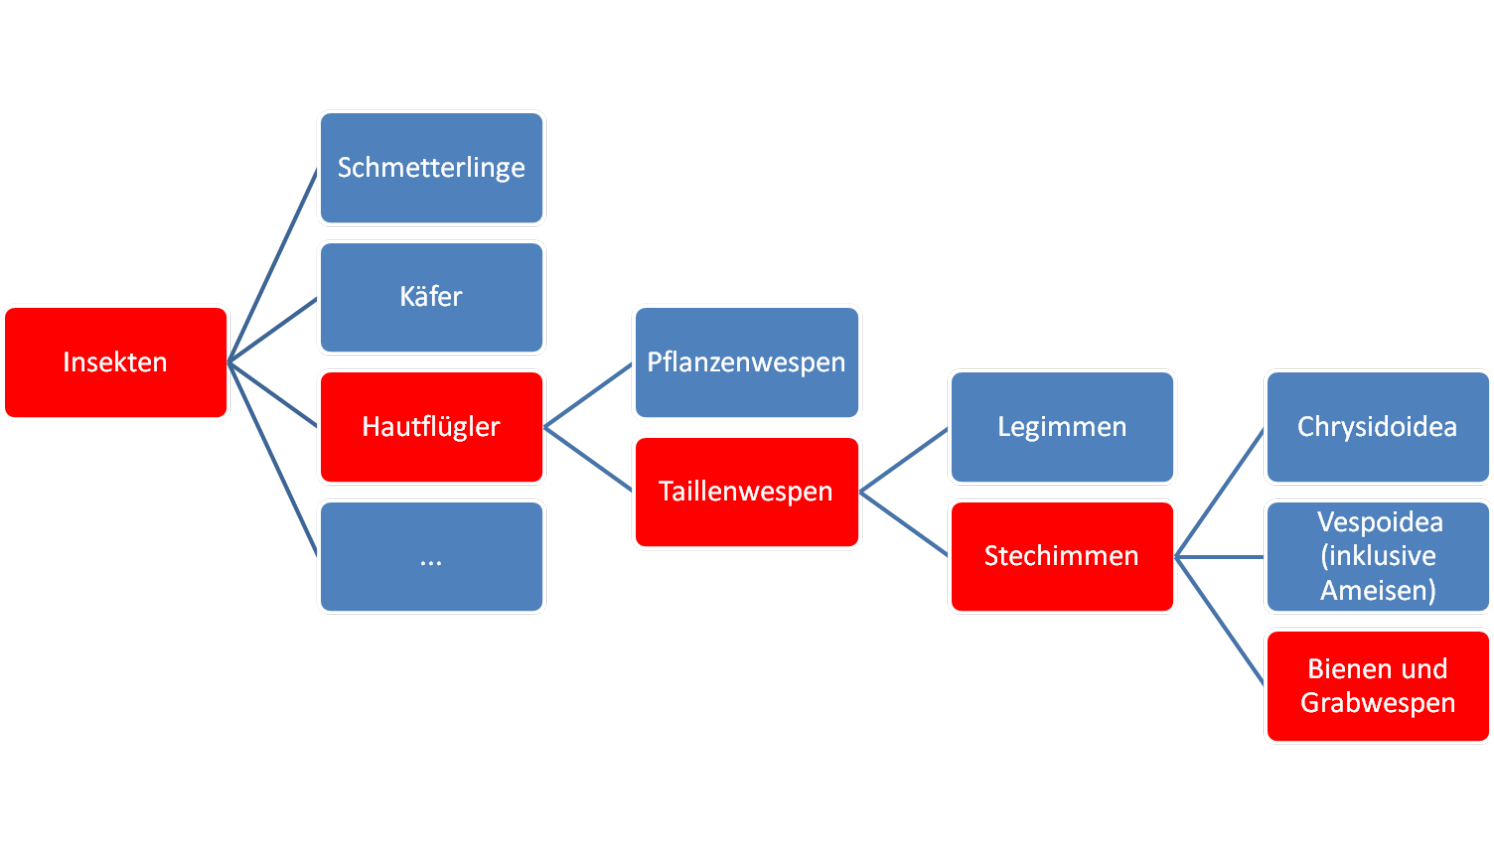 Schmetterlinge
Käfer
Insekten
Hautflügler
...
Pflanzenwespen
Taillenwespen
Legimmen
Stechimmen
Chrysidoidea
Vespoidea
(inklusive
Ameisen)
Bienen und
Grabwespen